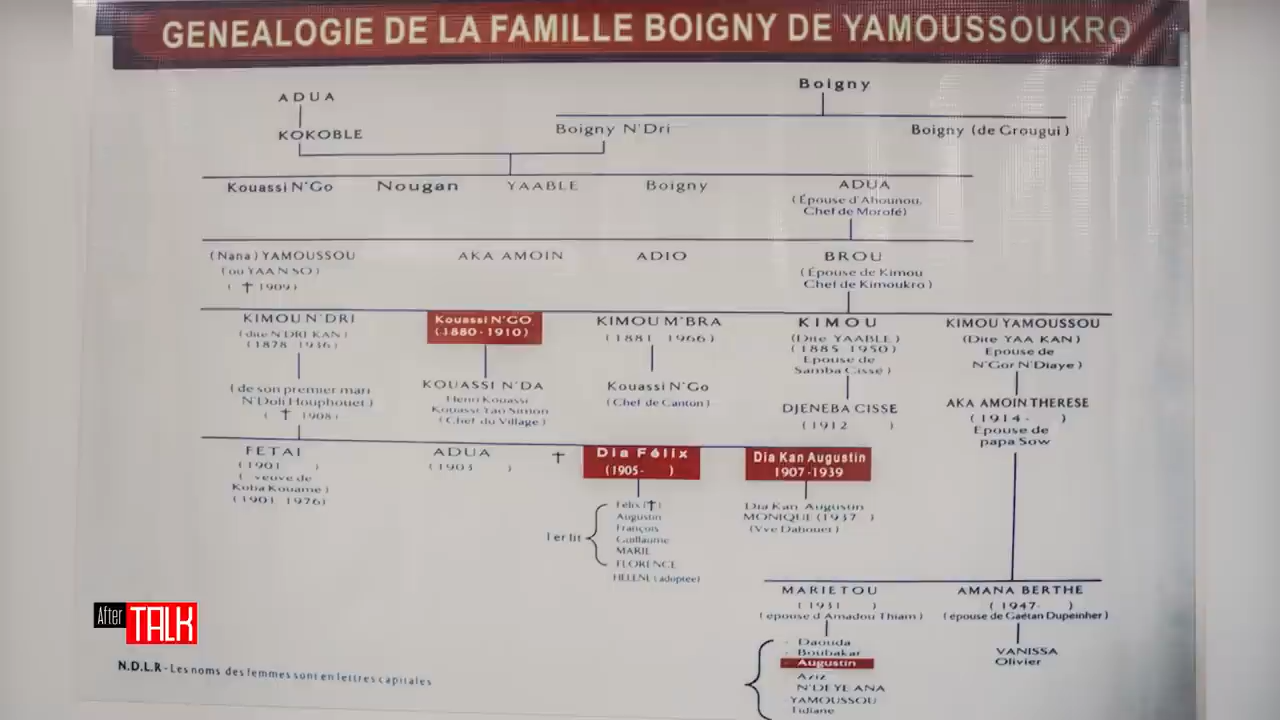 GENEALOGIE DE LA FAMILLE BOIGNY DE YAMOUSSOUKRO
ADUA
Boigny
KOKOBLE
Boigny N'Dri
Boigny (de Grougui)
Kouassi N'Go
Nougan
YAABLE
Boigny
ADUA
(Épouse d'Ahounou,
Chef de Morofé)
(Nana) YAMOUSSOU
(ou YAA NSO)
( ✝ 1909)
AKA AMOIN
ADIO
BROU
(Épouse de Kimou
Chef de Kimoukro)
KIMOU N'DRI
(dite N'DRI KAN)
(1878 1936)
(de son premier mari
N'Doli Houphouet)
( ✝ 1908)
Kouassi N'GO
(1880-1910)
KOUASSI N'DA
Henri Kouassi
Kouassi Yao Simon
(Chef du Village)
KIMOU M'BRA
(1881 1966)
Kouassi N'Go
(Chef de Canton)
KIMOU
(Dite YAABLE)
(1885 1950)
Epouse de
Samba Cissé)
DJENEBA CISSE
(1912 )
KIMOU YAMOUSSOU
(Dite YAA KAN)
Epouse de
N'Gor N'Diaye)
AKA AMOIN THERESE
(1914- )
Epouse de
papa Sow
FETAI
(1901 )
( veuve de
Koba Kouame)
(1901 1976)
ADUA
(1903 )
✝
Dia Félix
(1905- )
1er lit
Félix (✝)
Augustin
François
Guillaume
MARIE
FLORENCE
HELENE (adoptée)
Dia Kan Augustin
1907-1939
Dia Kan Augustin
MONIQUE (1937 )
(Vve Dahouet)
MARIETOU
(1931 )
(épouse d'Amadou Thiam)
- Daouda
- Boubakar
- Augustin
Aziz
N'DEYE ANA
YAMOUSSOU
Tidiane
AMANA BERTHE
(1947- )
(épouse de Gaétan Dupeinher)
VANISSA
Olivier
After TALK
N.D.L.R - Les noms des femmes sont en lettres capitales